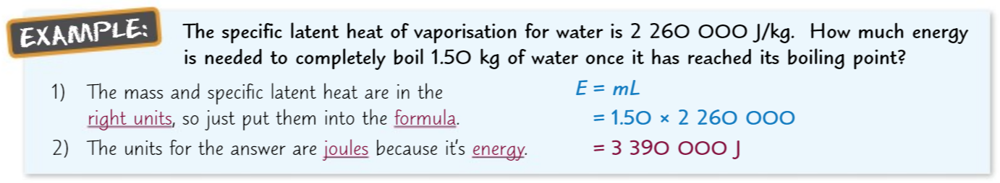 EXAMPLE:
The specific latent heat of vaporisation for water is 2 260 000 J/kg. How much energy
is needed to completely boil 1.50 kg of water once it has reached its boiling point?
1) The mass and specific latent heat are in the
right units, so just put them into the formula.
2) The units for the answer are joules because it's energy.
E = mL
= 1.50 × 2 260 000
= 3 390 000 J